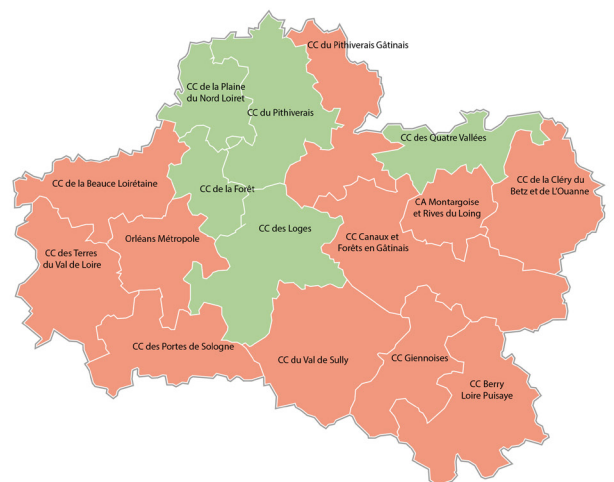 CC du Pithiverais Gâtinais
CC de la Plaine
du Nord Loiret
CC du Pithiverais
CC des Quatre Vallées
CC de la Beauce Loirétaine
CC de la Forêt
CC de la Cléry du
Betz et de L'Ouanne
CA Montargoise
et Rives du Loing
CC des Loges
Orléans Métropole
CC Canaux et
Forêts en Gâtinais
CC des Terres
du Val de Loire
CC des Portes de Sologne
CC du Val de Sully
CC Giennoises
CC Berry
Loire Puisaye